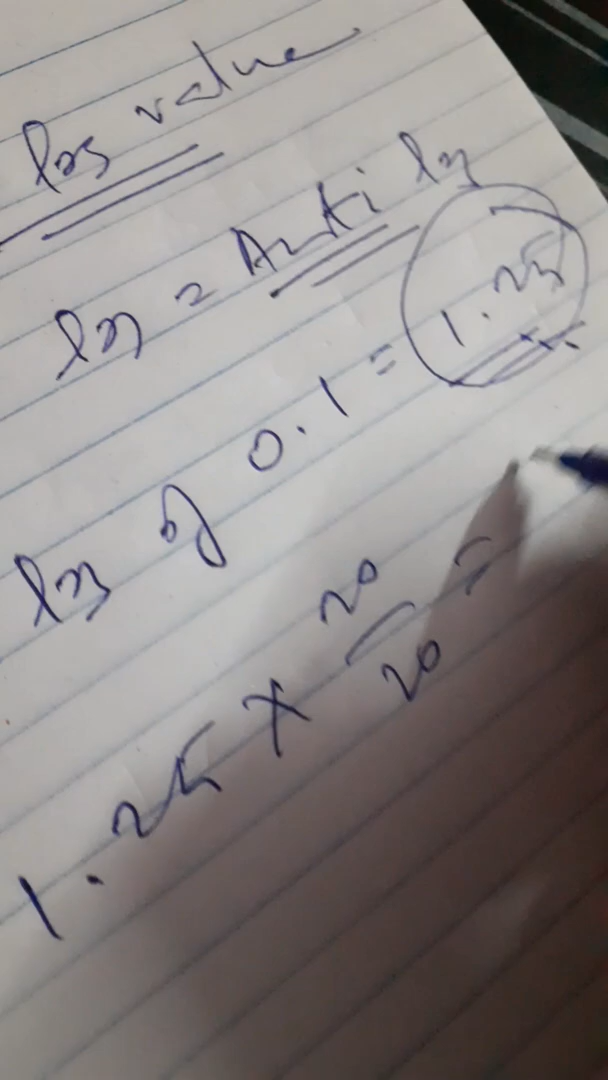 log value
log = Anti log
log of 0.1 = 1.25
1.25 × 20/20 =